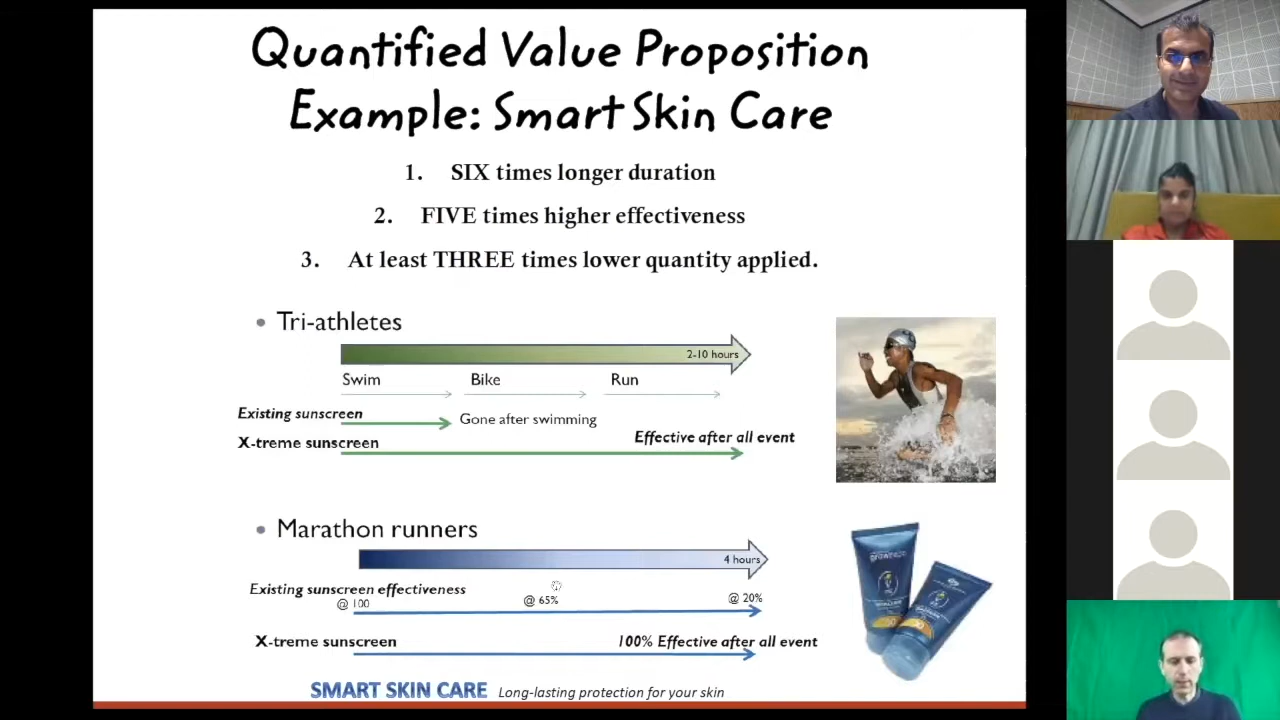 Quantified Value Proposition
Example: Smart Skin Care
1. SIX times longer duration
2. FIVE times higher effectiveness
3. At least THREE times lower quantity applied.
• Tri-athletes
2-10 hours
Swim Bike Run
Existing sunscreen Gone after swimming
X-treme sunscreen Effective after all event
• Marathon runners
4 hours
Existing sunscreen effectiveness
@ 100 @ 65% @ 20%
X-treme sunscreen 100% Effective after all event
SMART SKIN CARE Long-lasting protection for your skin